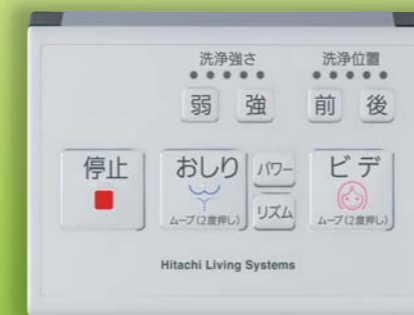 洗浄強さ 洗浄位置
弱 強 前 後
停止 おしり パワー リズム ビデ
ムーブ(2度押し) ムーブ(2度押し)
Hitachi Living Systems